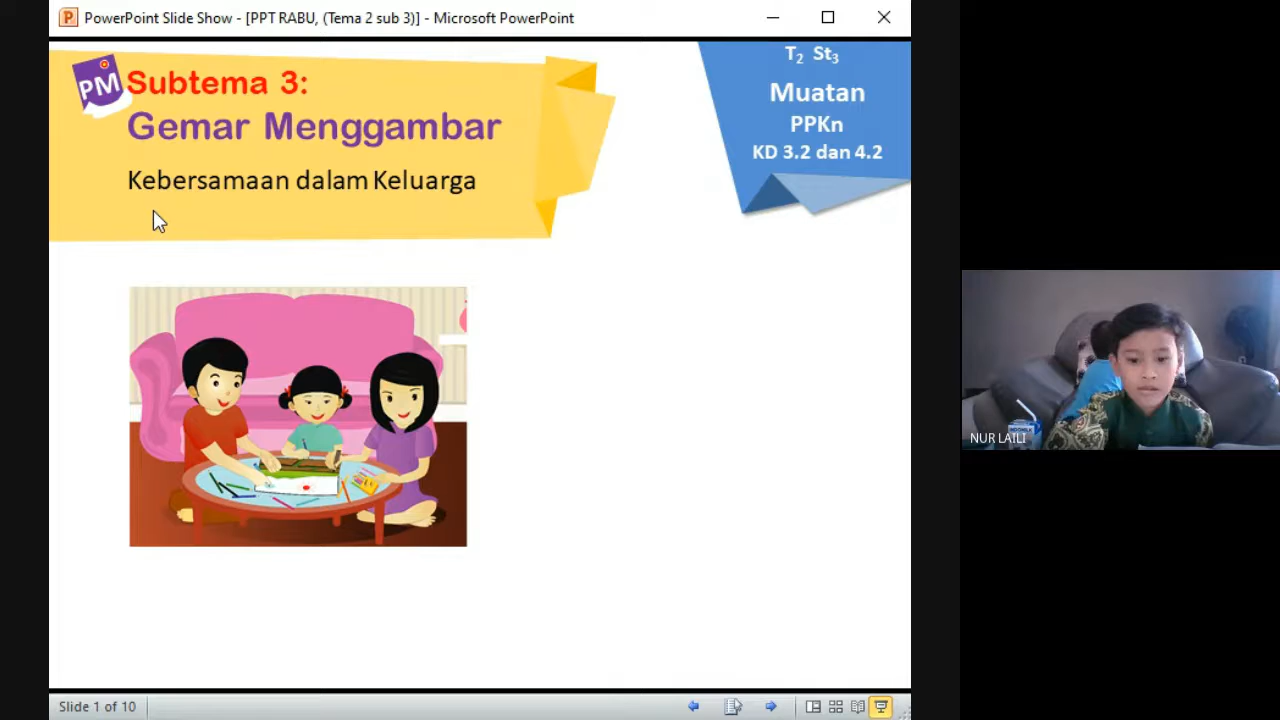 PowerPoint Slide Show - [PPT RABU, (Tema 2 sub 3)] - Microsoft PowerPoint
PM
Subtema 3:
Gemar Menggambar
Kebersamaan dalam Keluarga
T2 St3
Muatan
PPKn
KD 3.2 dan 4.2
NUR LAILI
Slide 1 of 10